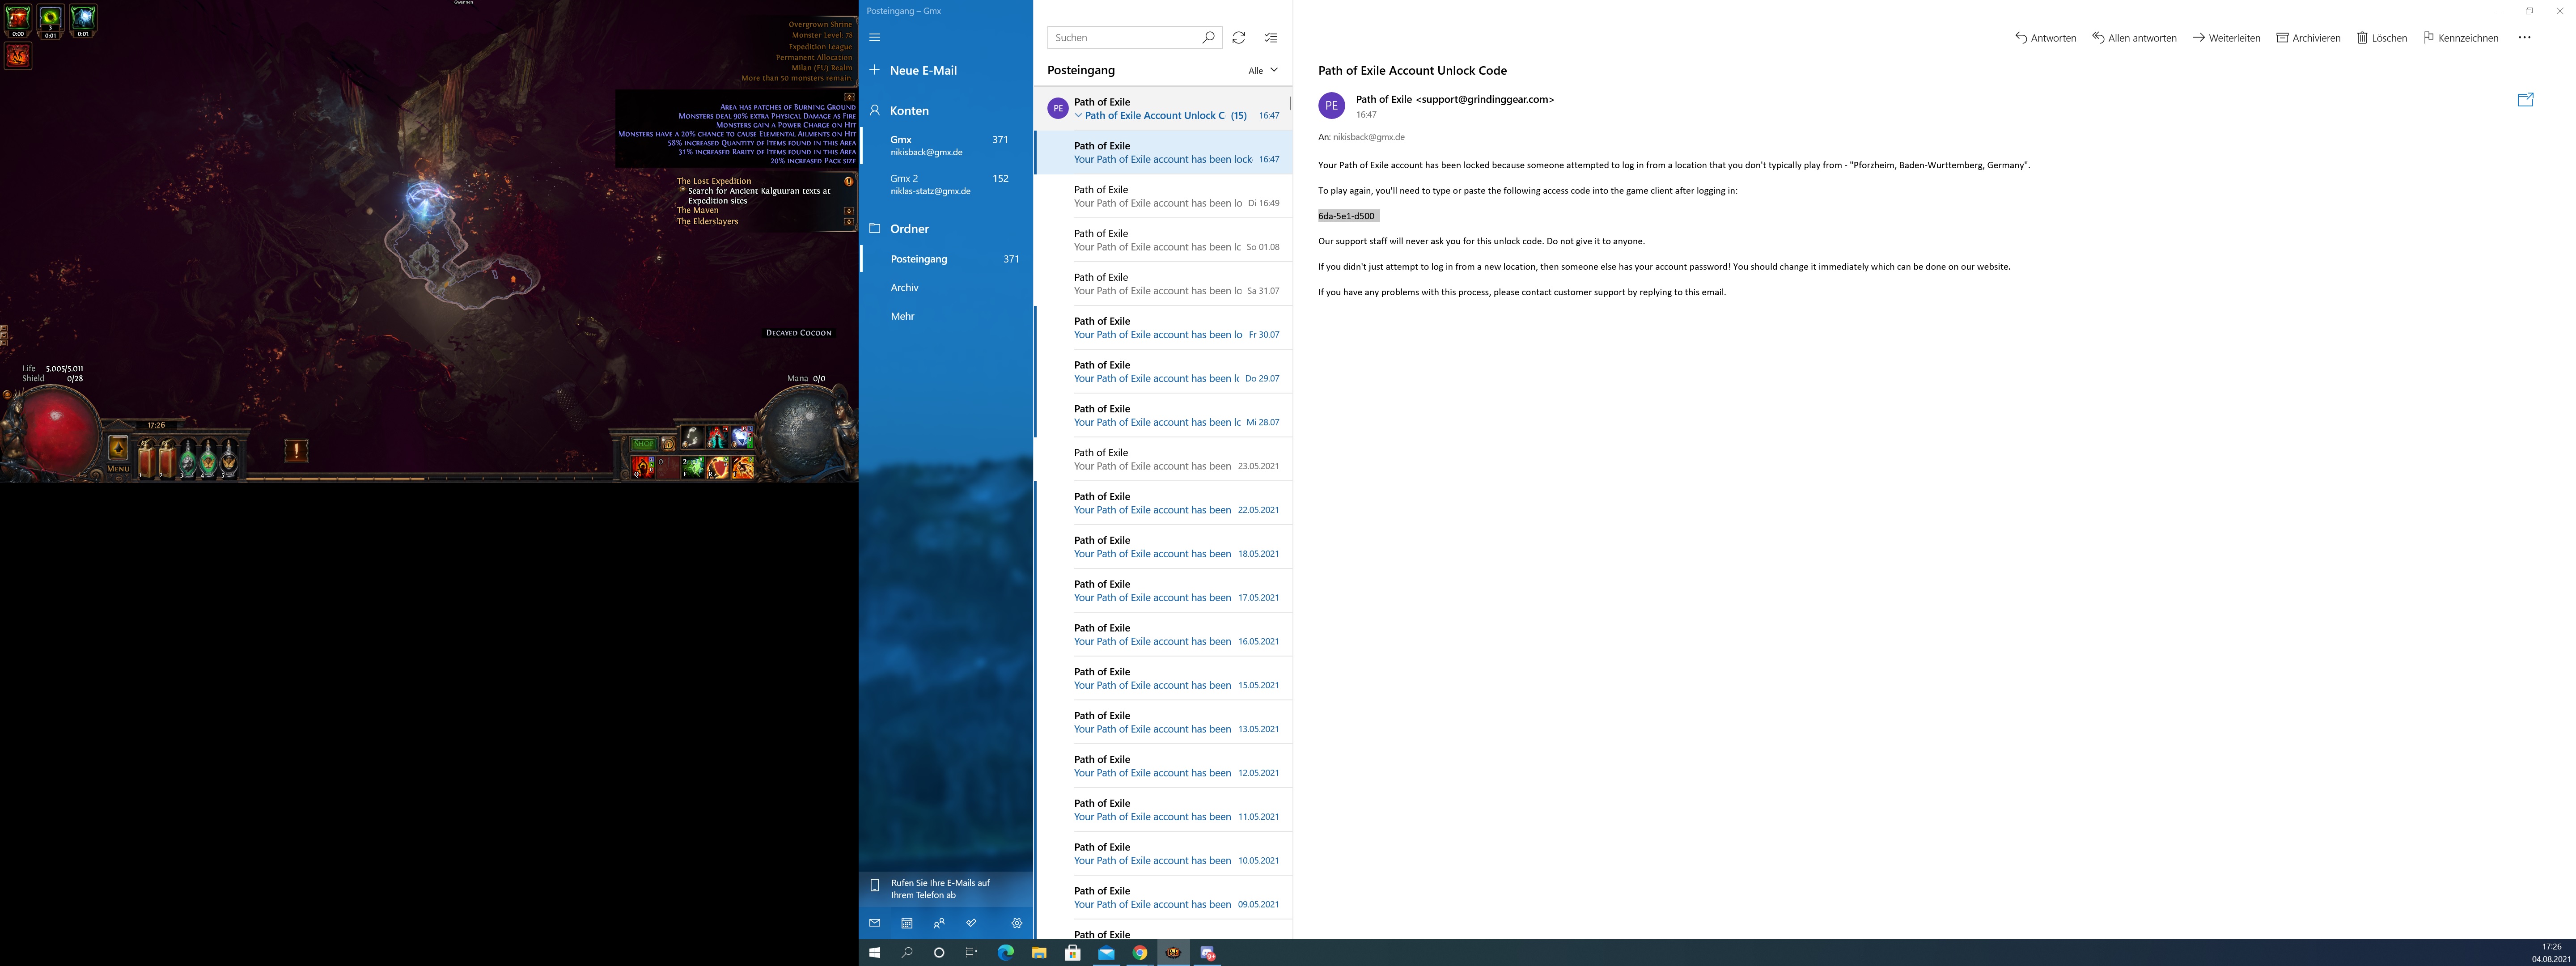 0:00
3
0:01
0:01
Overgrown Shrine
Monster Level: 78
Expedition League
Permanent Allocation
Milan (EU) Realm
More than 50 monsters remain.
Area has patches of Burning Ground
Monsters deal 90% extra Physical Damage as Fire
Monsters gain a Power Charge on Hit
Monsters have a 20% chance to cause Elemental Ailments on Hit
58% increased Quantity of Items found in this Area
31% increased Rarity of Items found in this Area
20% increased Pack size
The Lost Expedition
Search for Ancient Kalguuran texts at
Expedition sites
The Maven
The Elderslayers
Decayed Cocoon
Life 5.005/5.011
Shield 0/28
Mana 0/0
17:26
Menu
Shop
Posteingang – Gmx
Neue E-Mail
Konten
Gmx 371
nikisback@gmx.de
Gmx 2 152
niklas-statz@gmx.de
Ordner
Posteingang 371
Archiv
Mehr
Rufen Sie Ihre E-Mails auf
Ihrem Telefon ab
Suchen
Posteingang Alle
PE
Path of Exile
Path of Exile Account Unlock C (15) 16:47
Path of Exile
Your Path of Exile account has been lock 16:47
Path of Exile
Your Path of Exile account has been lo Di 16:49
Path of Exile
Your Path of Exile account has been lc So 01.08
Path of Exile
Your Path of Exile account has been lc Sa 31.07
Path of Exile
Your Path of Exile account has been lo Fr 30.07
Path of Exile
Your Path of Exile account has been lc Do 29.07
Path of Exile
Your Path of Exile account has been lc Mi 28.07
Path of Exile
Your Path of Exile account has been 23.05.2021
Path of Exile
Your Path of Exile account has been 22.05.2021
Path of Exile
Your Path of Exile account has been 18.05.2021
Path of Exile
Your Path of Exile account has been 17.05.2021
Path of Exile
Your Path of Exile account has been 16.05.2021
Path of Exile
Your Path of Exile account has been 15.05.2021
Path of Exile
Your Path of Exile account has been 13.05.2021
Path of Exile
Your Path of Exile account has been 12.05.2021
Path of Exile
Your Path of Exile account has been 11.05.2021
Path of Exile
Your Path of Exile account has been 10.05.2021
Path of Exile
Your Path of Exile account has been 09.05.2021
Path of Exile
Antworten Allen antworten Weiterleiten Archivieren Löschen Kennzeichnen
Path of Exile Account Unlock Code
PE
Path of Exile <support@grindinggear.com>
16:47
An: nikisback@gmx.de
Your Path of Exile account has been locked because someone attempted to log in from a location that you don't typically play from - "Pforzheim, Baden-Wurttemberg, Germany".
To play again, you'll need to type or paste the following access code into the game client after logging in:
6da-5e1-d500
Our support staff will never ask you for this unlock code. Do not give it to anyone.
If you didn't just attempt to log in from a new location, then someone else has your account password! You should change it immediately which can be done on our website.
If you have any problems with this process, please contact customer support by replying to this email.
17:26
04.08.2021